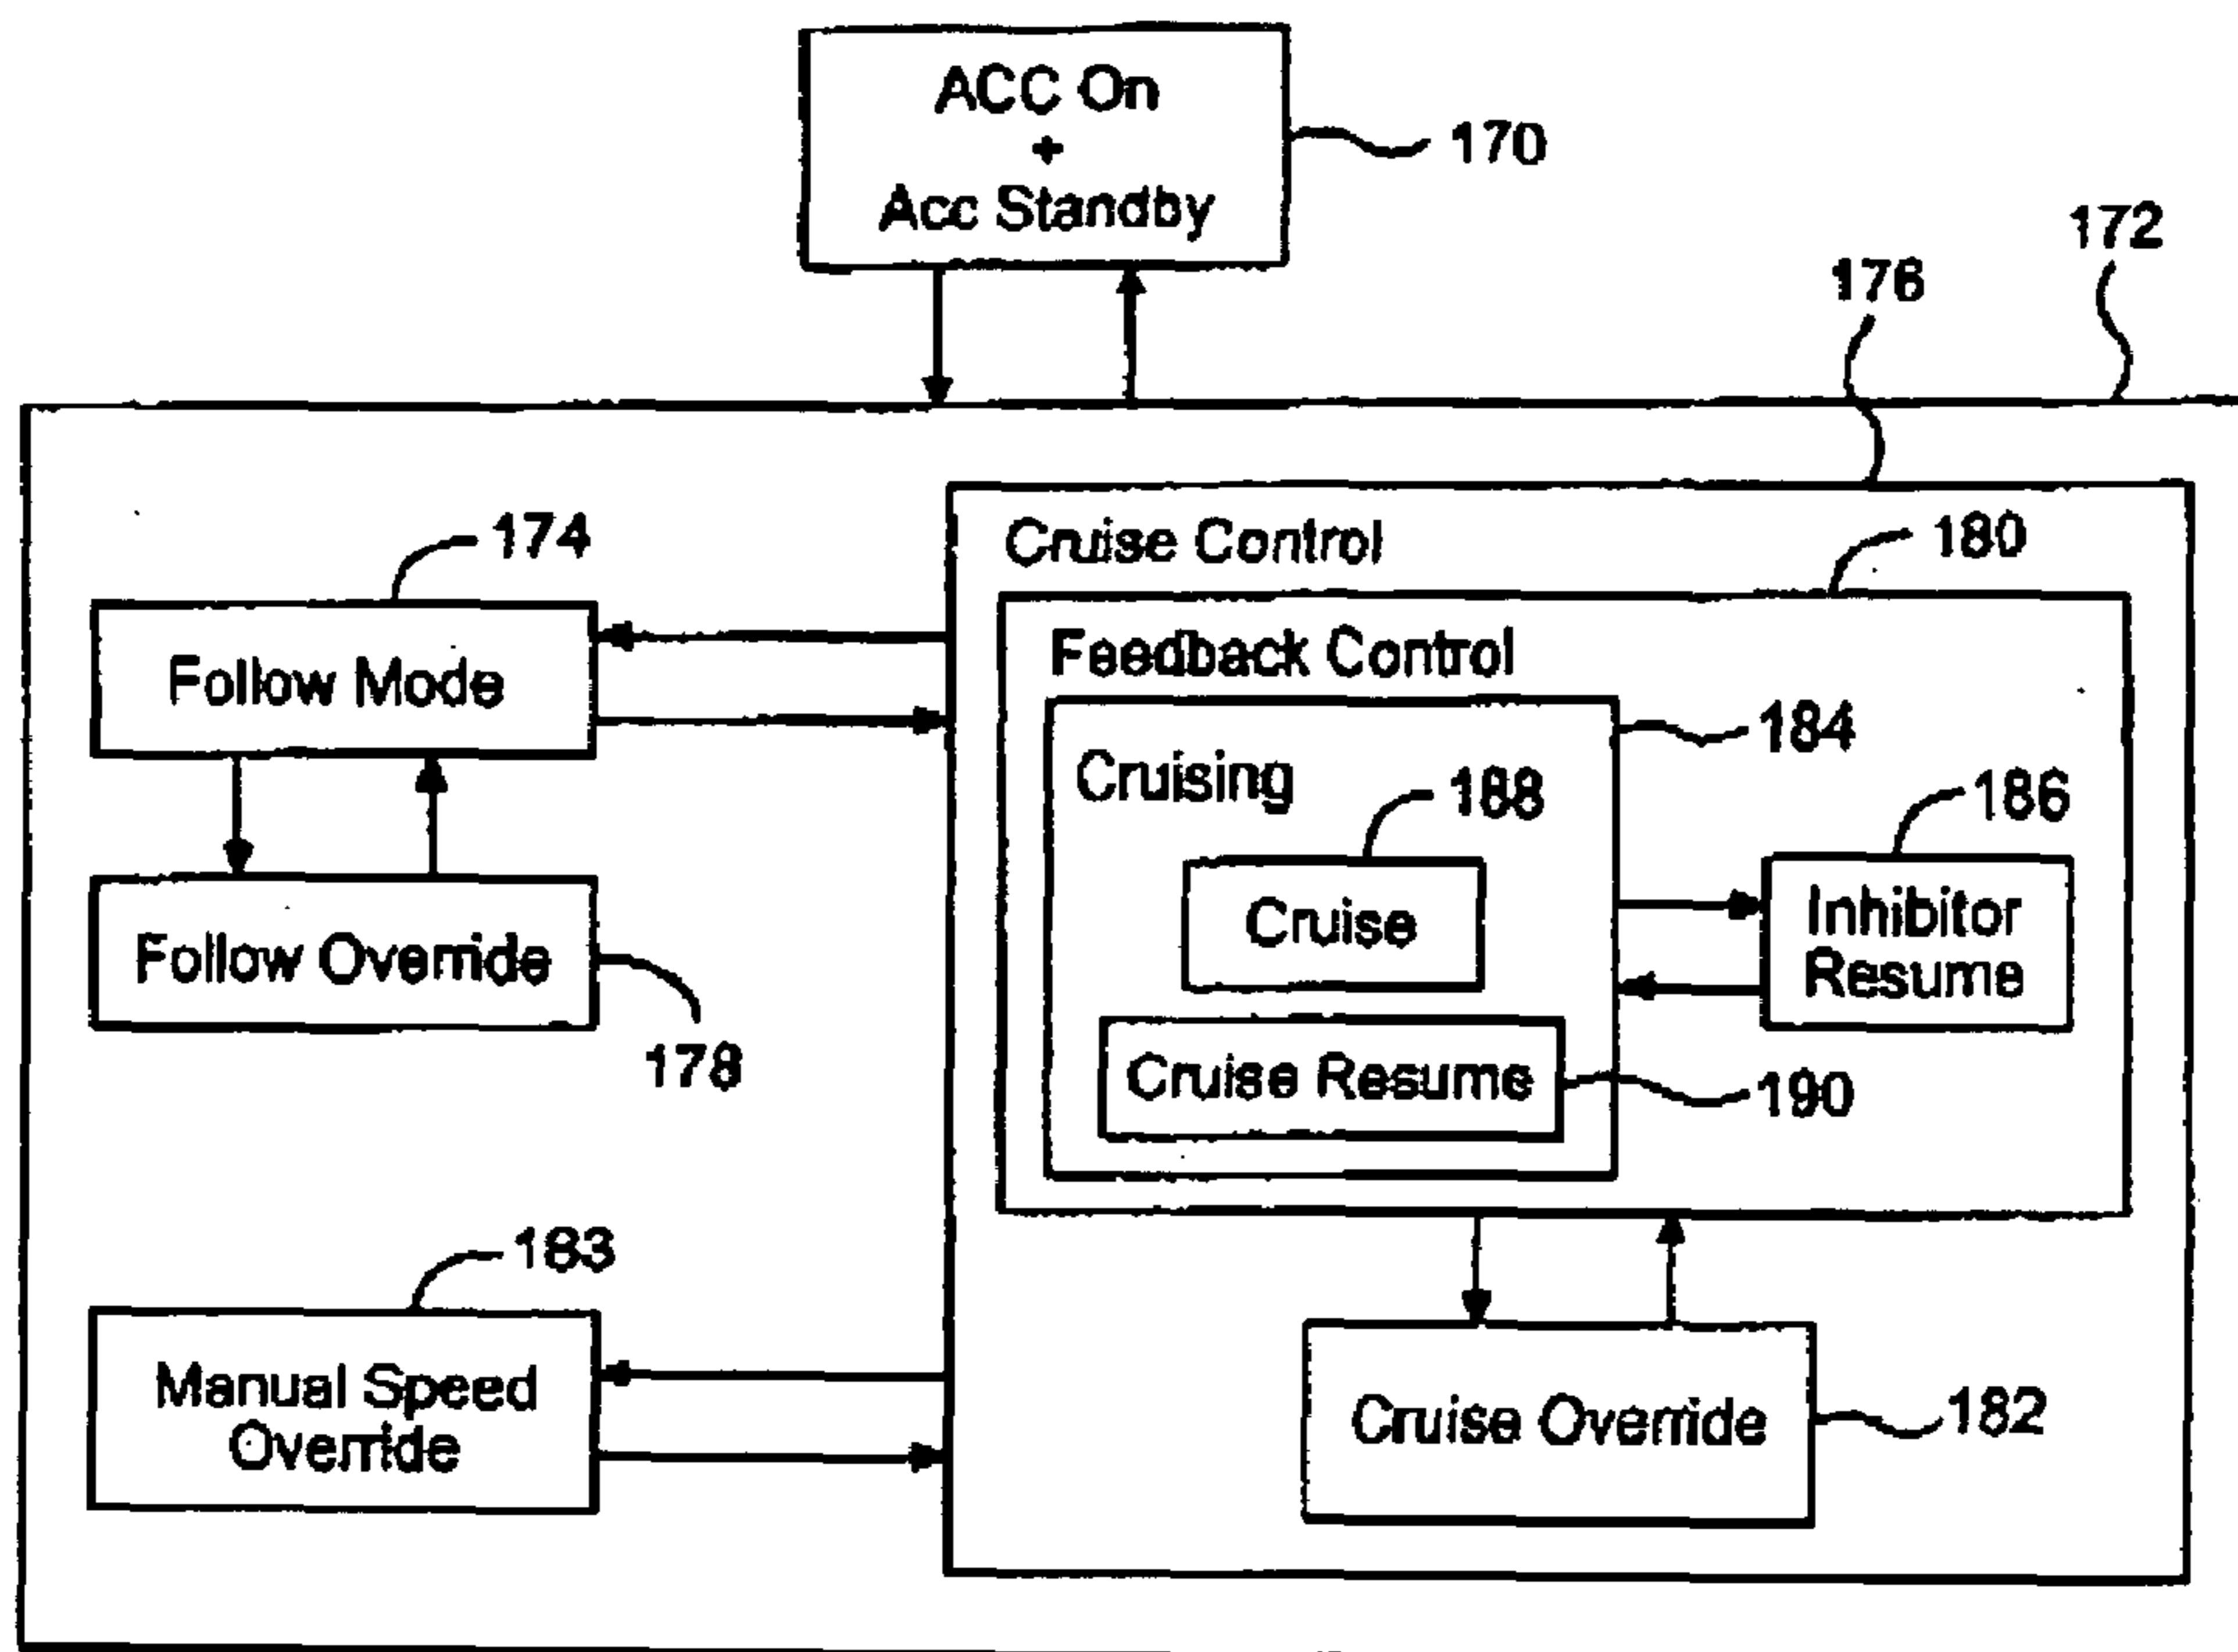 ACC On
+
Acc Standby
170
172
176
Cruise Control
180
174
Follow Mode
Feedback Control
184
Cruising
188
186
Cruise
Inhibitor
Resume
Follow Override
178
Cruise Resume
190
183
Manual Speed
Override
Cruise Override
182